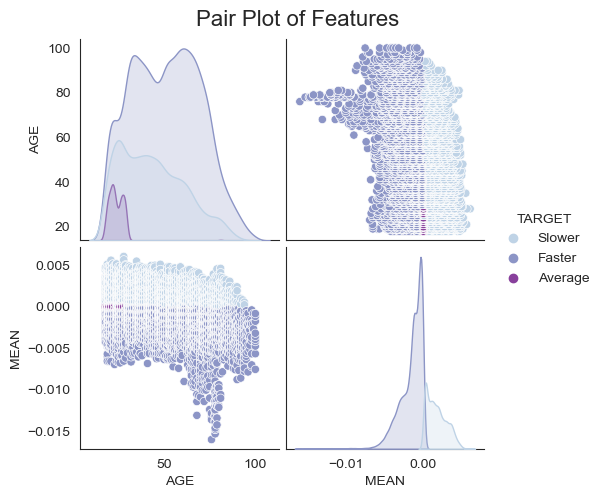 Pair Plot of Features
100
80
60
40
20
AGE
0.005
0.000
−0.005
−0.010
−0.015
MEAN
50
100
AGE
−0.01
0.00
MEAN
TARGET
Slower
Faster
Average